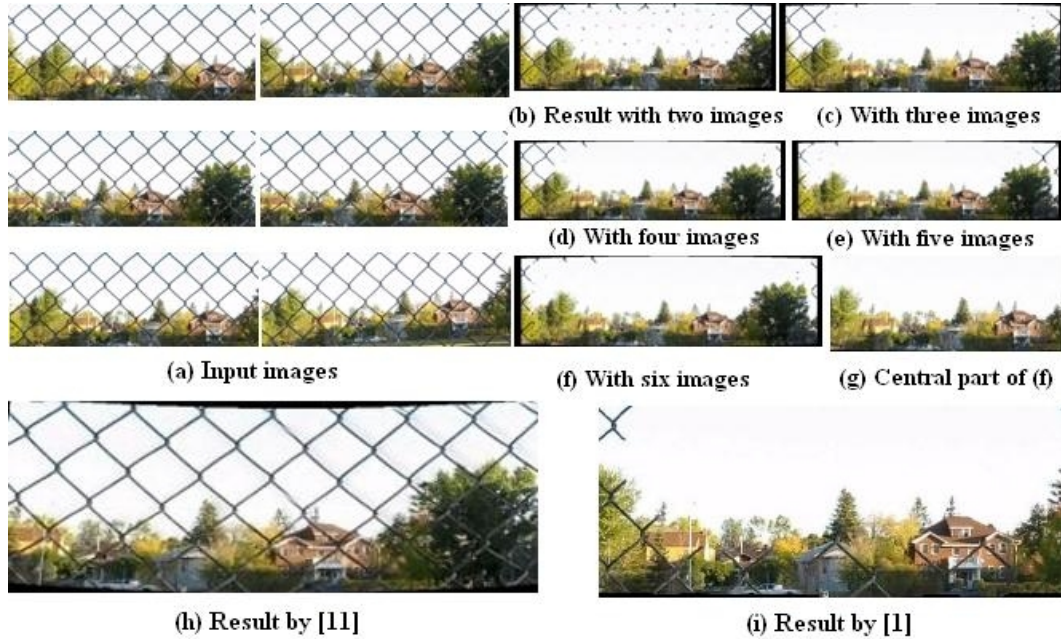 (b) Result with two images
(c) With three images
(d) With four images
(e) With five images
(a) Input images
(f) With six images
(g) Central part of (f)
(h) Result by [11]
(i) Result by [1]